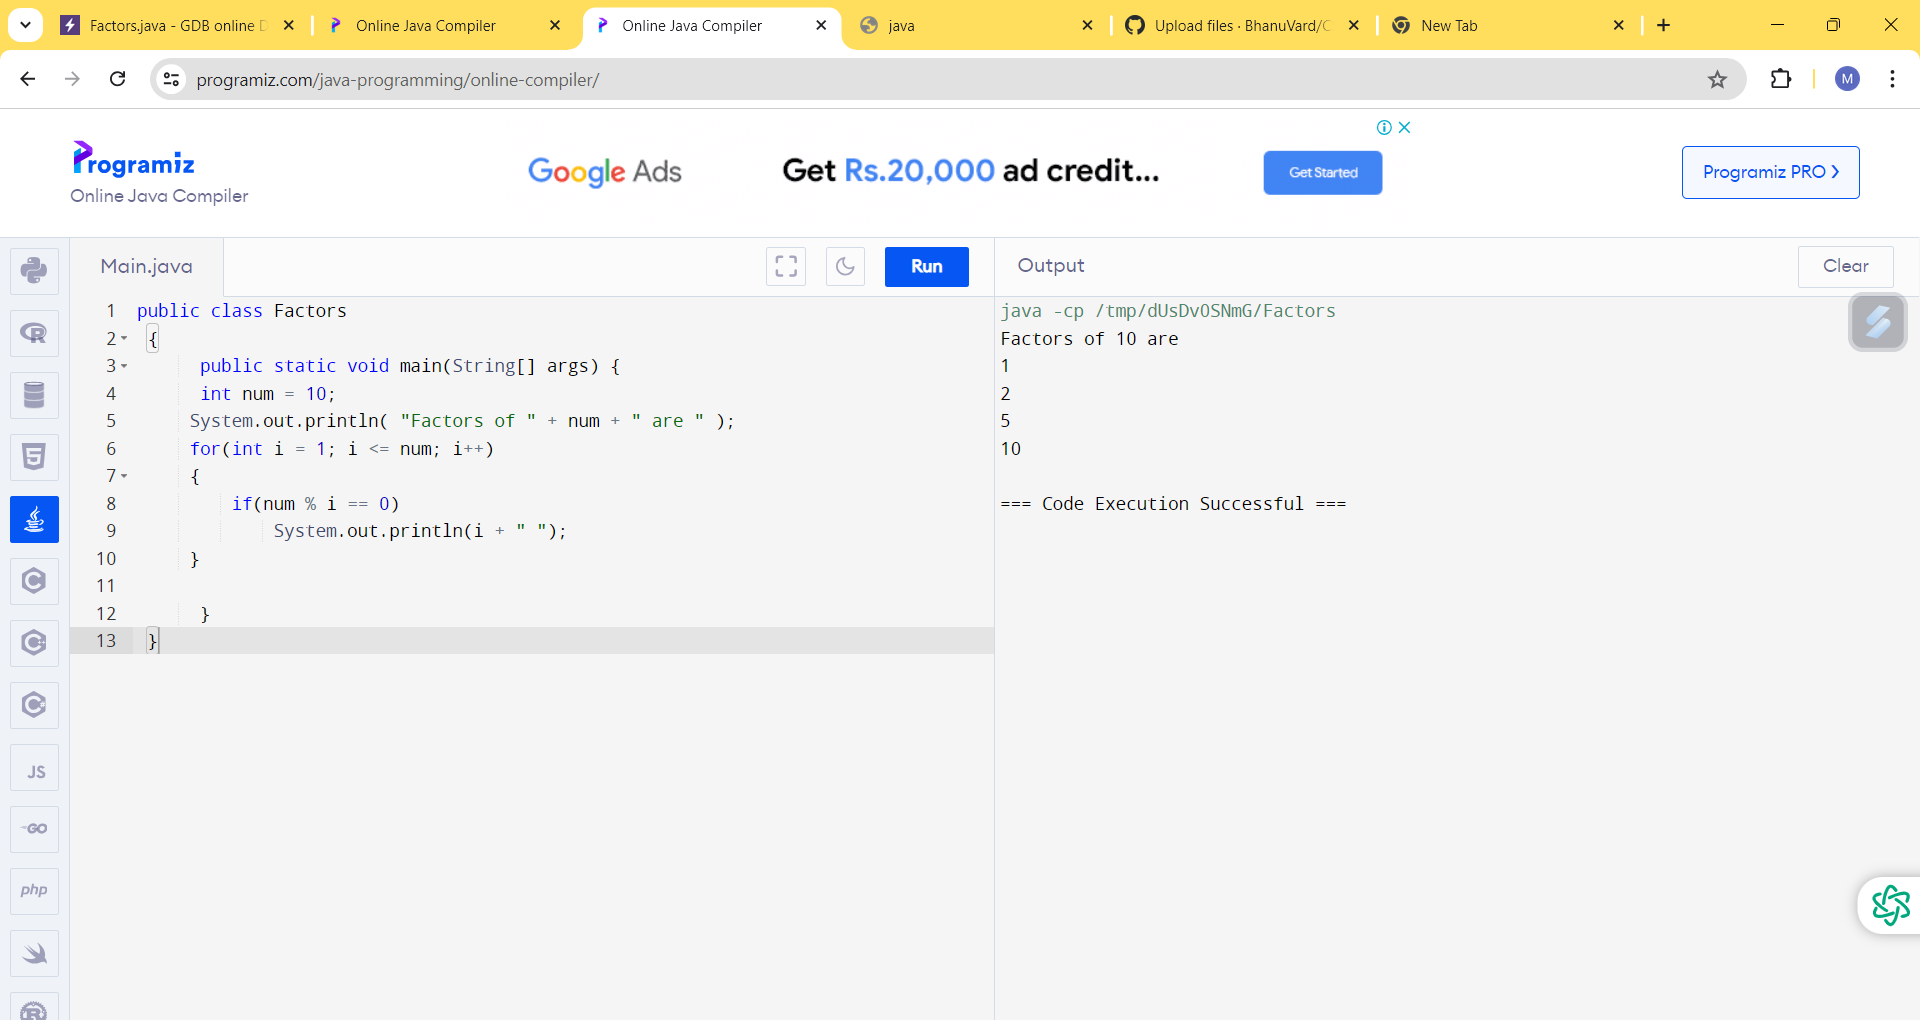 Factors.java - GDB online D
Online Java Compiler
Online Java Compiler
java
Upload files · BhanuVard/C
New Tab
programiz.com/java-programming/online-compiler/
M
Programiz
Online Java Compiler
Google Ads
Get Rs.20,000 ad credit...
Get Started
Programiz PRO
Main.java
Run
Output
Clear
1 public class Factors
2 {
3 public static void main(String[] args) {
4 int num = 10;
5 System.out.println( "Factors of " + num + " are " );
6 for(int i = 1; i <= num; i++)
7 {
8 if(num % i == 0)
9 System.out.println(i + " ");
10 }
11
12 }
13 }
java -cp /tmp/dUsDv0SNmG/Factors
Factors of 10 are
1
2
5
10
=== Code Execution Successful ===
R
5
C
C
C
JS
GO
php
R